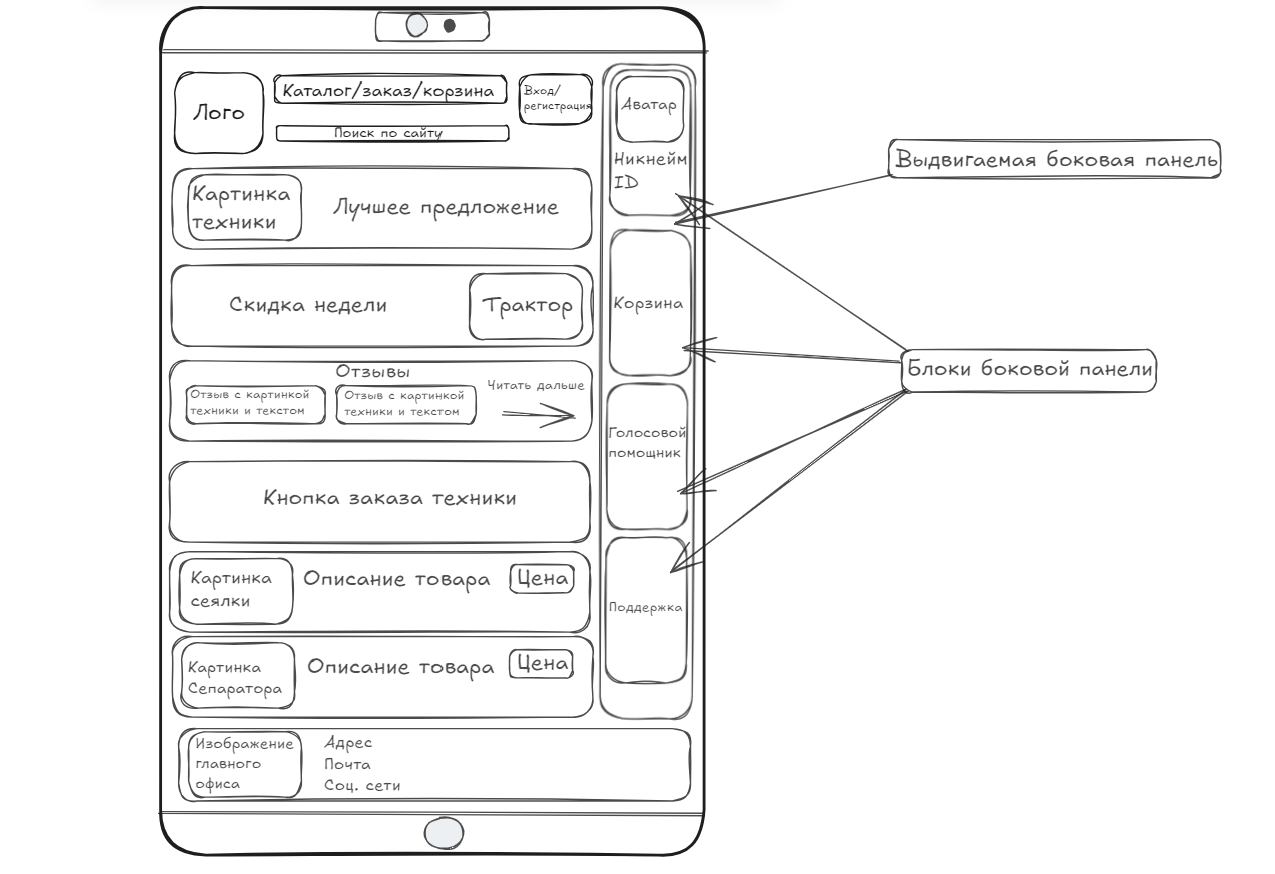 Лого
Каталог/заказ/корзина
Поиск по сайту
Вход/
регистрация
Картинка
техники
Лучшее предложение
Скидка недели
Трактор
Отзывы
Отзыв с картинкой
техники и текстом
Отзыв с картинкой
техники и текстом
Читать дальше
Кнопка заказа техники
Картинка
сеялки
Описание товара
Цена
Картинка
Сепаратора
Описание товара
Цена
Изображение
главного
офиса
Адрес
Почта
Соц. сети
Аватар
Никнейм
ID
Корзина
Голосовой
помощник
Поддержка
Выдвигаемая боковая панель
Блоки боковой панели